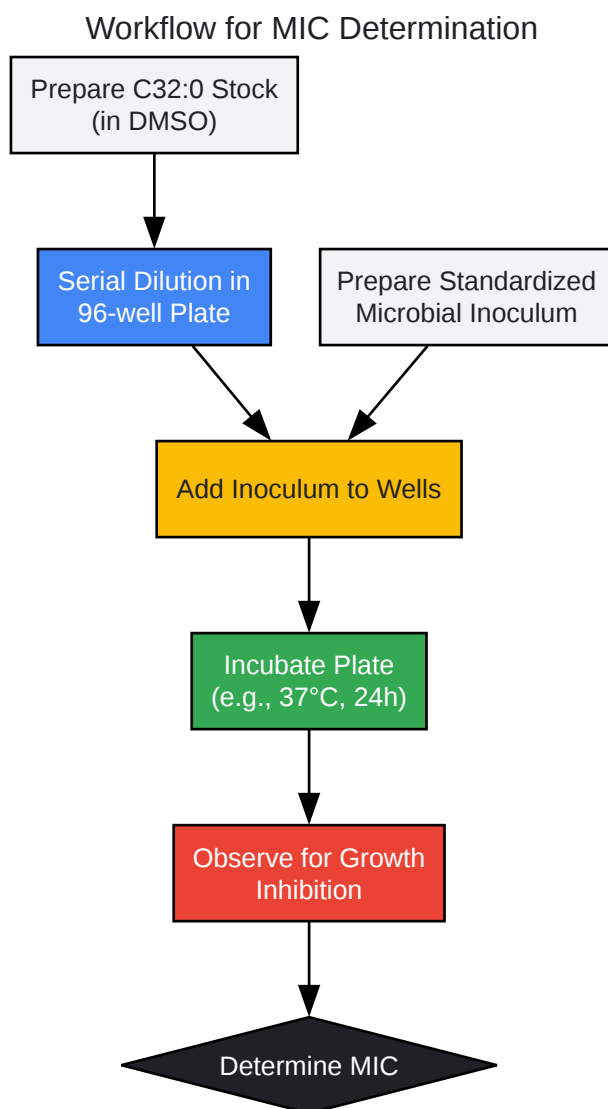 Workflow for MIC Determination
Prepare C32:0 Stock
(in DMSO)
Serial Dilution in
96-well Plate
Prepare Standardized
Microbial Inoculum
Add Inoculum to Wells
Incubate Plate
(e.g., 37°C, 24h)
Observe for Growth
Inhibition
Determine MIC